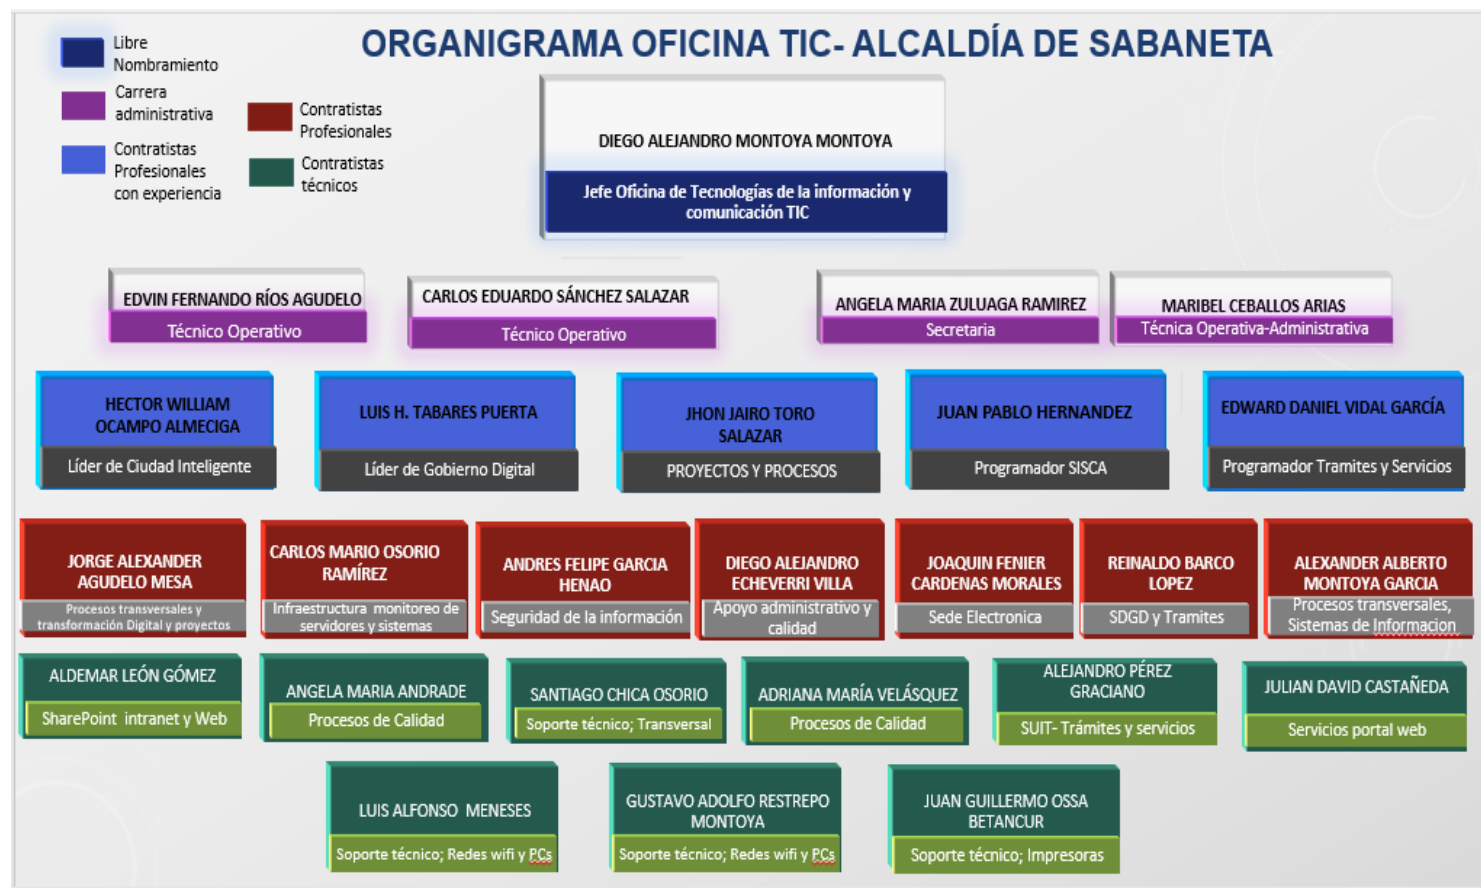 ORGANIGRAMA OFICINA TIC- ALCALDÍA DE SABANETA
Libre
Nombramiento
Carrera
administrativa
Contratistas
Profesionales
con experiencia
Contratistas
Profesionales
Contratistas
técnicos
DIEGO ALEJANDRO MONTOYA MONTOYA
Jefe Oficina de Tecnologías de la información y
comunicación TIC
EDVIN FERNANDO RÍOS AGUDELO
Técnico Operativo
CARLOS EDUARDO SÁNCHEZ SALAZAR
Técnico Operativo
ANGELA MARIA ZULUAGA RAMIREZ
Secretaria
MARIBEL CEBALLOS ARIAS
Técnica Operativa-Administrativa
HECTOR WILLIAM
OCAMPO ALMECIGA
Líder de Ciudad Inteligente
LUIS H. TABARES PUERTA
Líder de Gobierno Digital
JHON JAIRO TORO
SALAZAR
PROYECTOS Y PROCESOS
JUAN PABLO HERNANDEZ
Programador SISCA
EDWARD DANIEL VIDAL GARCÍA
Programador Tramites y Servicios
JORGE ALEXANDER
AGUDELO MESA
Procesos transversales y
transformación Digital y proyectos
CARLOS MARIO OSORIO
RAMÍREZ
Infraestructura monitoreo de
servidores y sistemas
ANDRES FELIPE GARCIA
HENAO
Seguridad de la información
DIEGO ALEJANDRO
ECHEVERRI VILLA
Apoyo administrativo y
calidad
JOAQUIN FENIER
CARDENAS MORALES
Sede Electronica
REINALDO BARCO
LOPEZ
SDGD y Tramites
ALEXANDER ALBERTO
MONTOYA GARCIA
Procesos transversales,
Sistemas de Informacion
ALDEMAR LEÓN GÓMEZ
SharePoint intranet y Web
ANGELA MARIA ANDRADE
Procesos de Calidad
SANTIAGO CHICA OSORIO
Soporte técnico; Transversal
ADRIANA MARÍA VELÁSQUEZ
Procesos de Calidad
ALEJANDRO PÉREZ
GRACIANO
SUIT- Trámites y servicios
JULIAN DAVID CASTAÑEDA
Servicios portal web
LUIS ALFONSO MENESES
Soporte técnico; Redes wifi y PCs
GUSTAVO ADOLFO RESTREPO
MONTOYA
Soporte técnico; Redes wifi y PCs
JUAN GUILLERMO OSSA
BETANCUR
Soporte técnico; Impresoras